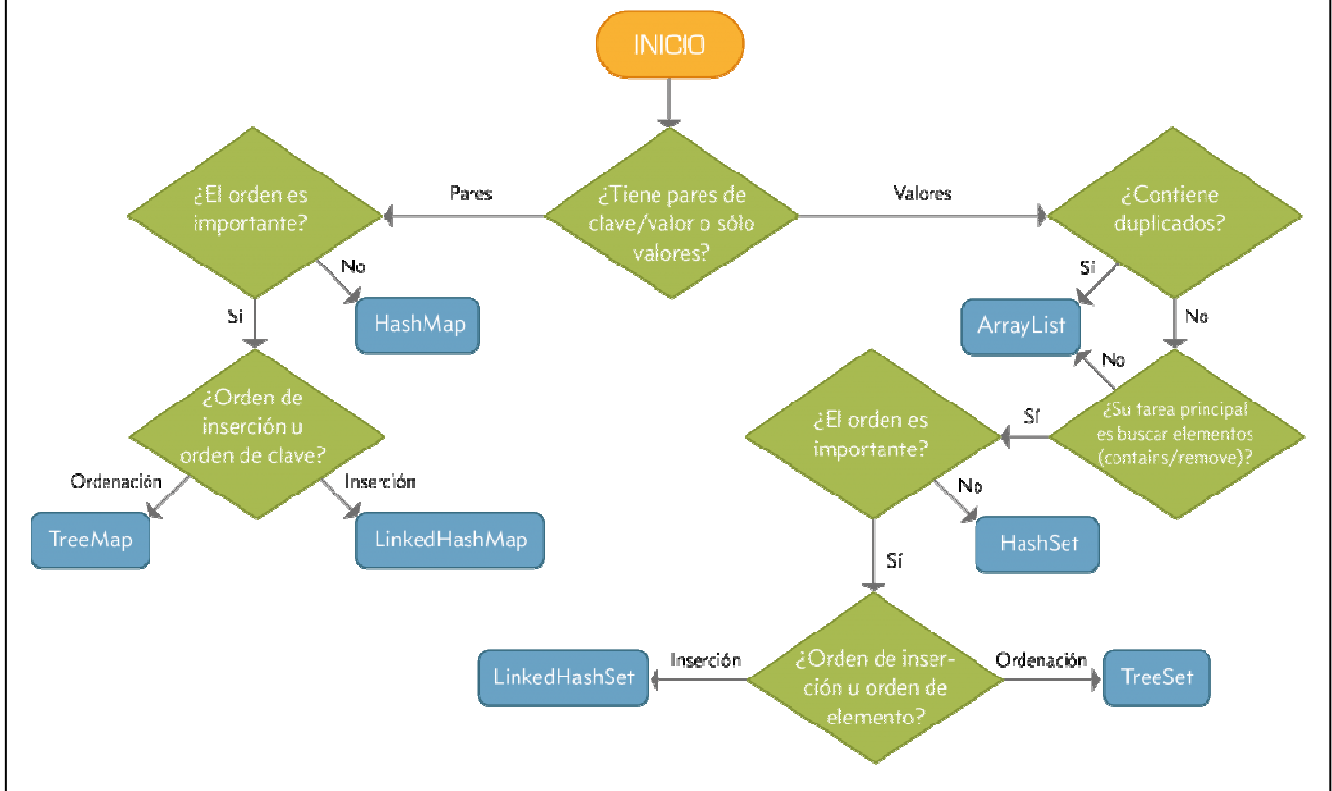 INICIO
¿El orden es
importante?
Pares
¿Tiene pares de
clave/valor o sólo
valores?
Valores
¿Contiene
duplicados?
No
Sí
HashMap
Sí
ArrayList
No
No
¿Orden de
inserción u
orden de clave?
¿El orden es
importante?
Sí
¿Su tarea principal
es buscar elementos
(contains/remove)?
Ordenación
Inserción
No
TreeMap
LinkedHashMap
HashSet
Sí
LinkedHashSet
Inserción
¿Orden de inser-
ción u orden de
elemento?
Ordenación
TreeSet